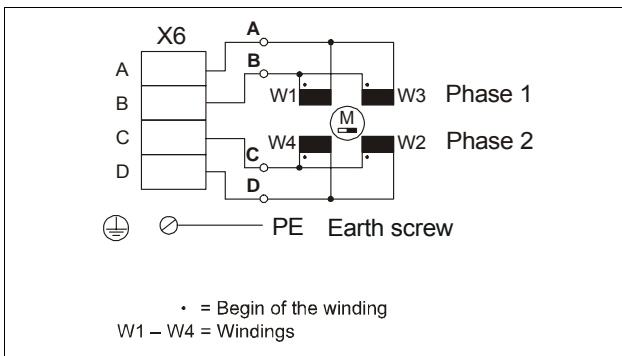 X6
A
A
B
B
W1
W3
Phase 1
M
C
W4
W2
Phase 2
C
D
D
PE Earth screw
• = Begin of the winding
W1 – W4 = Windings